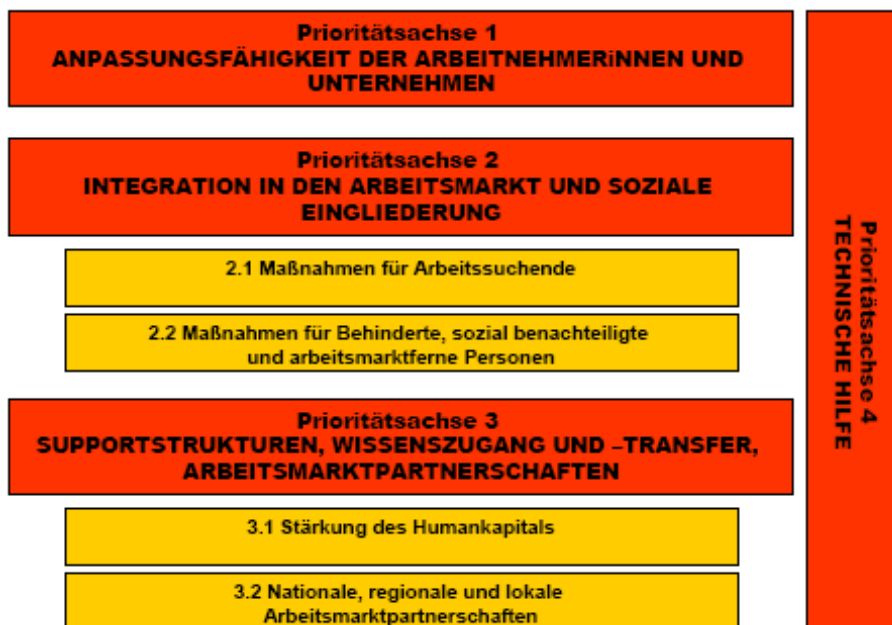 Prioritätsachse 1
ANPASSUNGSFÄHIGKEIT DER ARBEITNEHMERiNNEN UND
UNTERNEHMEN
Prioritätsachse 2
INTEGRATION IN DEN ARBEITSMARKT UND SOZIALE
EINGLIEDERUNG
2.1 Maßnahmen für Arbeitssuchende
2.2 Maßnahmen für Behinderte, sozial benachteiligte
und arbeitsmarktferne Personen
Prioritätsachse 3
SUPPORTSTRUKTUREN, WISSENSZUGANG UND –TRANSFER,
ARBEITSMARKTPARTNERSCHAFTEN
3.1 Stärkung des Humankapitals
3.2 Nationale, regionale und lokale
Arbeitsmarktpartnerschaften
Prioritätsachse 4
TECHNISCHE HILFE